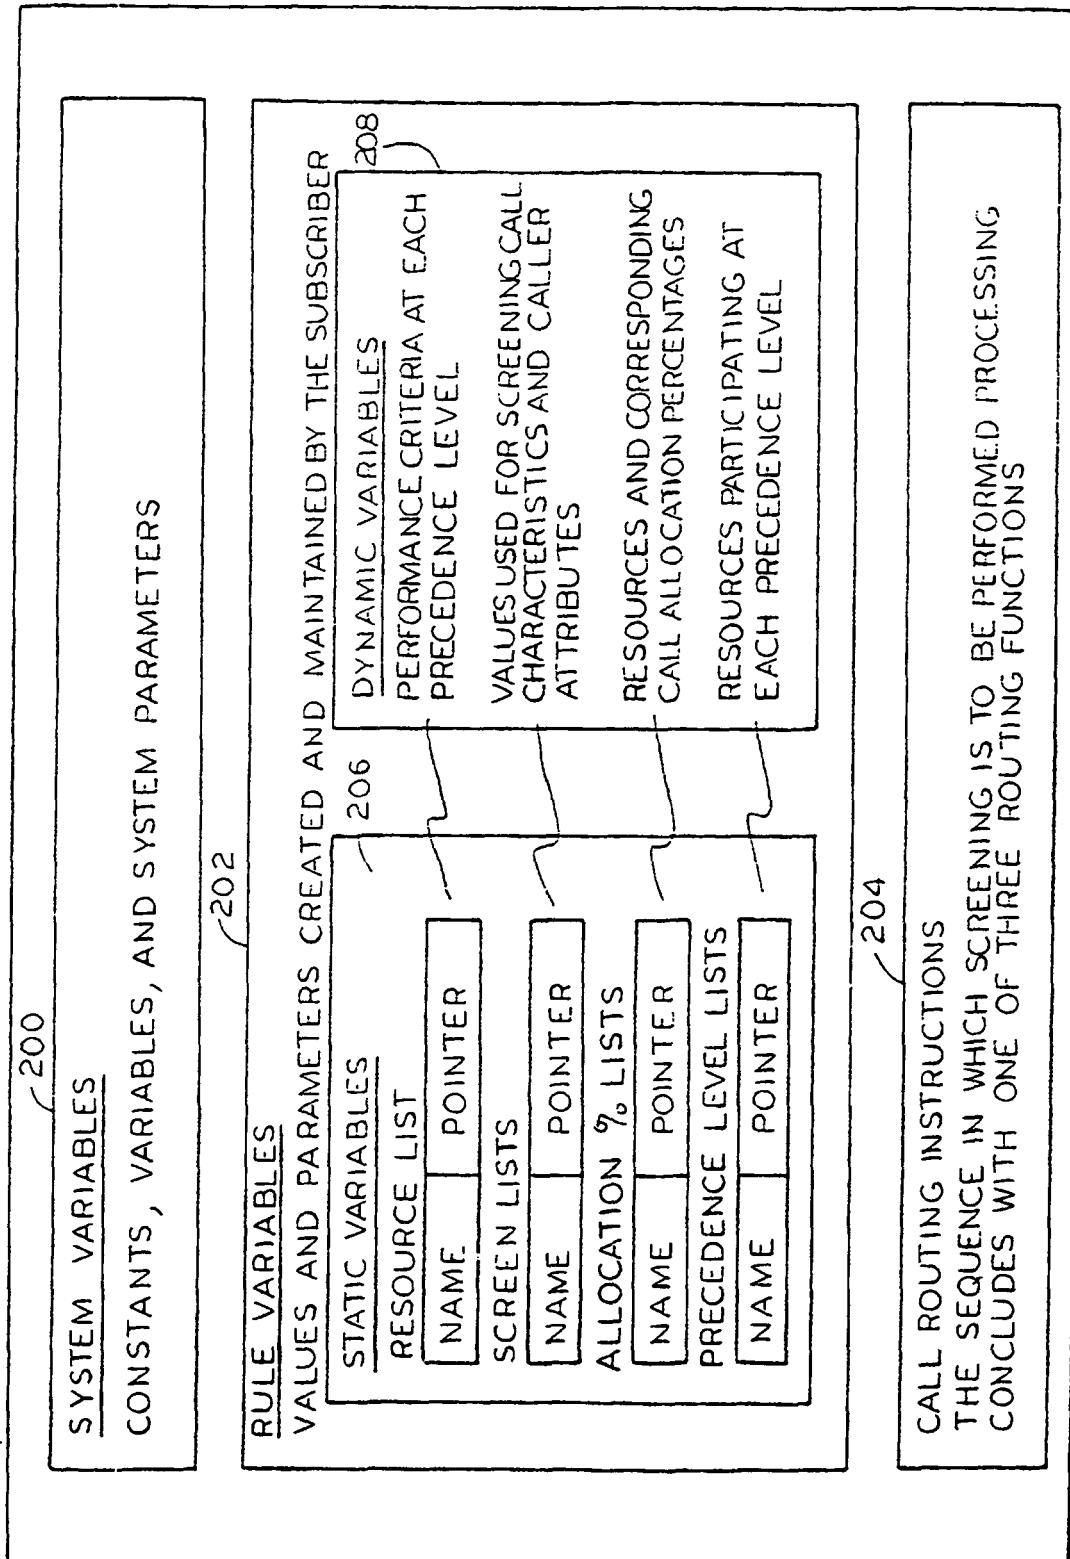 200
SYSTEM VARIABLES
CONSTANTS, VARIABLES, AND SYSTEM PARAMETERS
202
RULE VARIABLES
VALUES AND PARAMETERS CREATED AND MAINTAINED BY THE SUBSCRIBER
206
STATIC VARIABLES
RESOURCE LIST
NAME POINTER
SCREEN LISTS
NAME POINTER
ALLOCATION % LISTS
NAME POINTER
PRECEDENCE LEVEL LISTS
NAME POINTER
208
DYNAMIC VARIABLES
PERFORMANCE CRITERIA AT EACH
PRECEDENCE LEVEL
VALUES USED FOR SCREENING CALL
CHARACTERISTICS AND CALLER
ATTRIBUTES
RESOURCES AND CORRESPONDING
CALL ALLOCATION PERCENTAGES
RESOURCES PARTICIPATING AT
EACH PRECEDENCE LEVEL
204
CALL ROUTING INSTRUCTIONS
THE SEQUENCE IN WHICH SCREENING IS TO BE PERFORMED PROCESSING
CONCLUDES WITH ONE OF THREE ROUTING FUNCTIONS